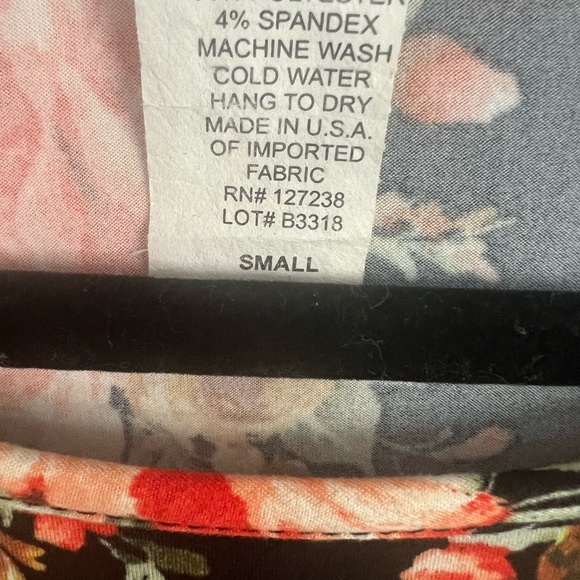 POLYESTER
4% SPANDEX
MACHINE WASH
COLD WATER
HANG TO DRY
MADE IN U.S.A.
OF IMPORTED
FABRIC
RN# 127238
LOT# B3318
SMALL